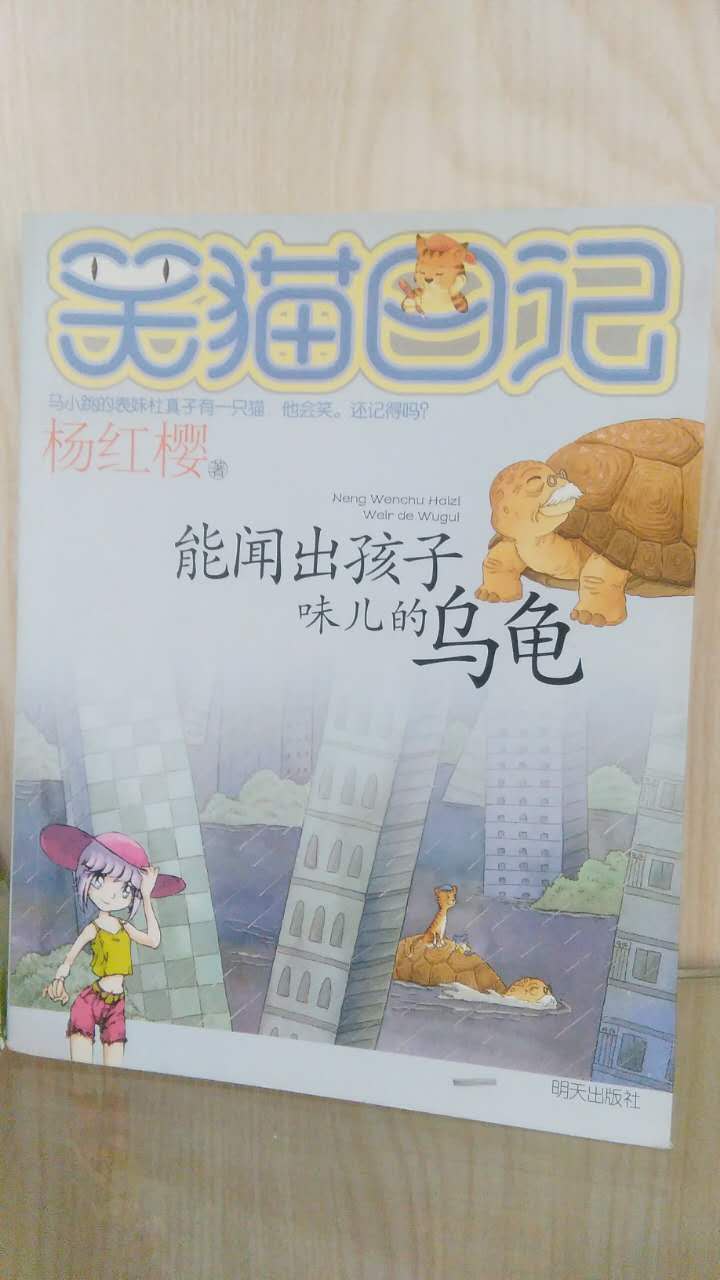 笑猫日记
马小跳的表妹杜真子有一只猫，他会笑。还记得吗？
杨红樱 著
Neng Wenchu Haizi
Weir de Wugui
能闻出孩子
味儿的乌龟
明天出版社